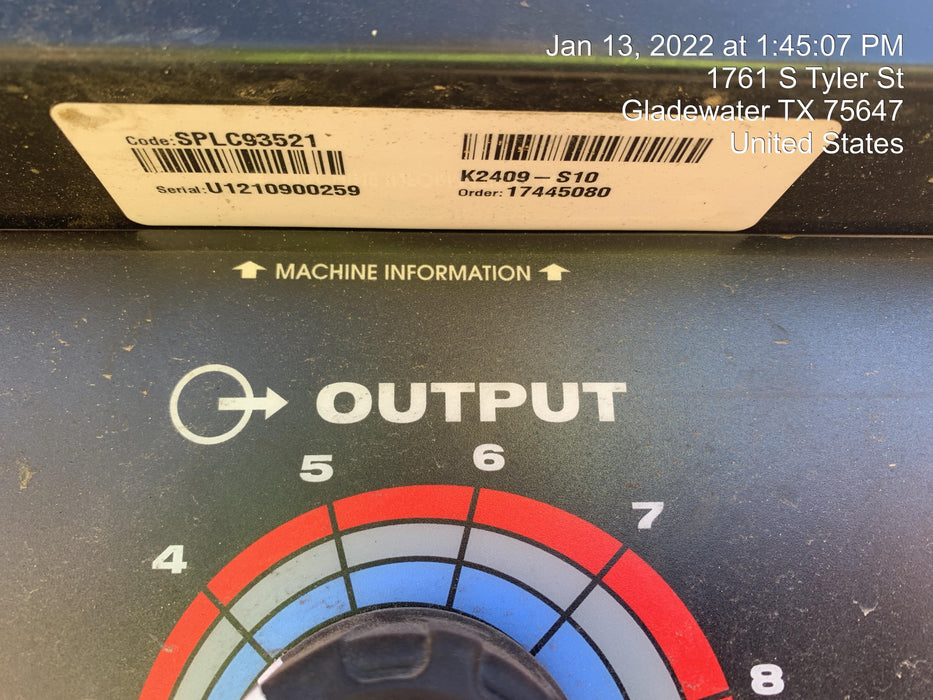 Jan 13, 2022 at 1:45:07 PM
1761 S Tyler St
Gladewater TX 75647
United States
Code:SPLC93521
Serial:U1210900259
K2409-S10
Order:17445080
MACHINE INFORMATION
OUTPUT
4
5
6
7
8